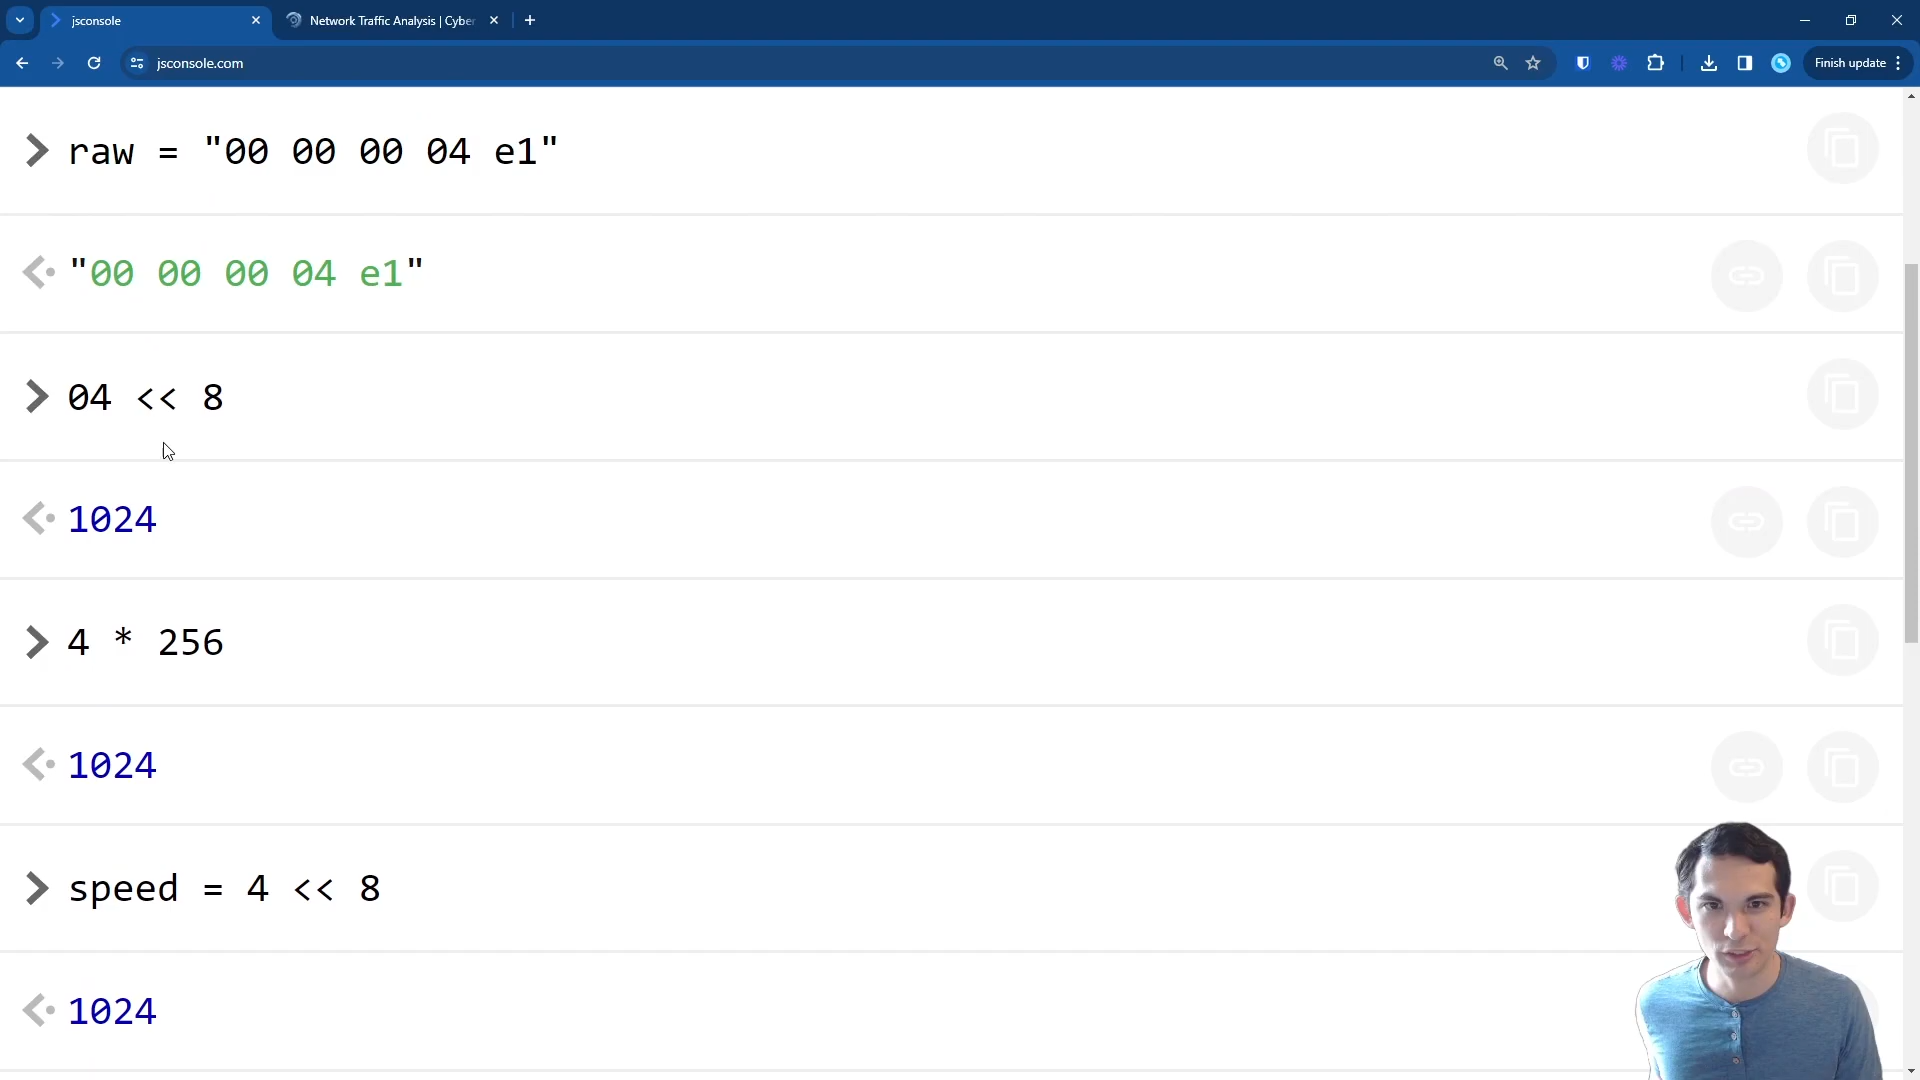 jsconsole
Network Traffic Analysis | Cyber
jsconsole.com
Finish update
raw = "00 00 00 04 e1"
"00 00 00 04 e1"
04 << 8
1024
4 * 256
1024
speed = 4 << 8
1024